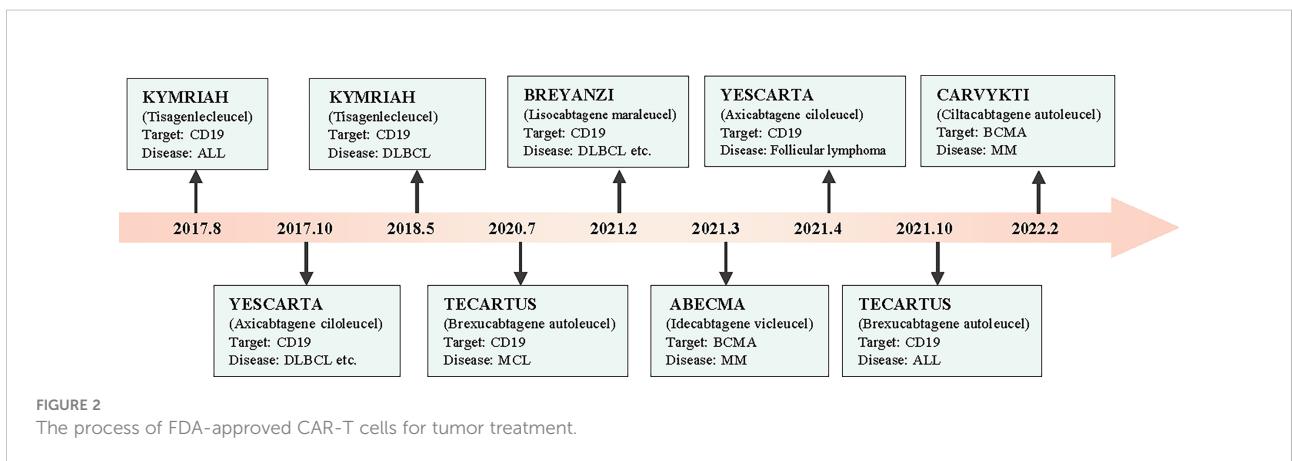 KYMRIAH
(Tisagenlecleucel)
Target: CD19
Disease: ALL
KYMRIAH
(Tisagenlecleucel)
Target: CD19
Disease: DLBCL
BREYANZI
(Lisocabtagene maraleucel)
Target: CD19
Disease: DLBCL etc.
YESCARTA
(Axicabtagene ciloleucel)
Target: CD19
Disease: Follicular lymphoma
CARVYKTI
(Ciltacabtagene autoleucel)
Target: BCMA
Disease: MM
2017.8 2017.10 2018.5 2020.7 2021.2 2021.3 2021.4 2021.10 2022.2
YESCARTA
(Axicabtagene ciloleucel)
Target: CD19
Disease: DLBCL etc.
TECARTUS
(Brexucabtagene autoleucel)
Target: CD19
Disease: MCL
ABECMA
(Idecabtagene vicleucel)
Target: BCMA
Disease: MM
TECARTUS
(Brexucabtagene autoleucel)
Target: CD19
Disease: ALL
FIGURE 2
The process of FDA-approved CAR-T cells for tumor treatment.